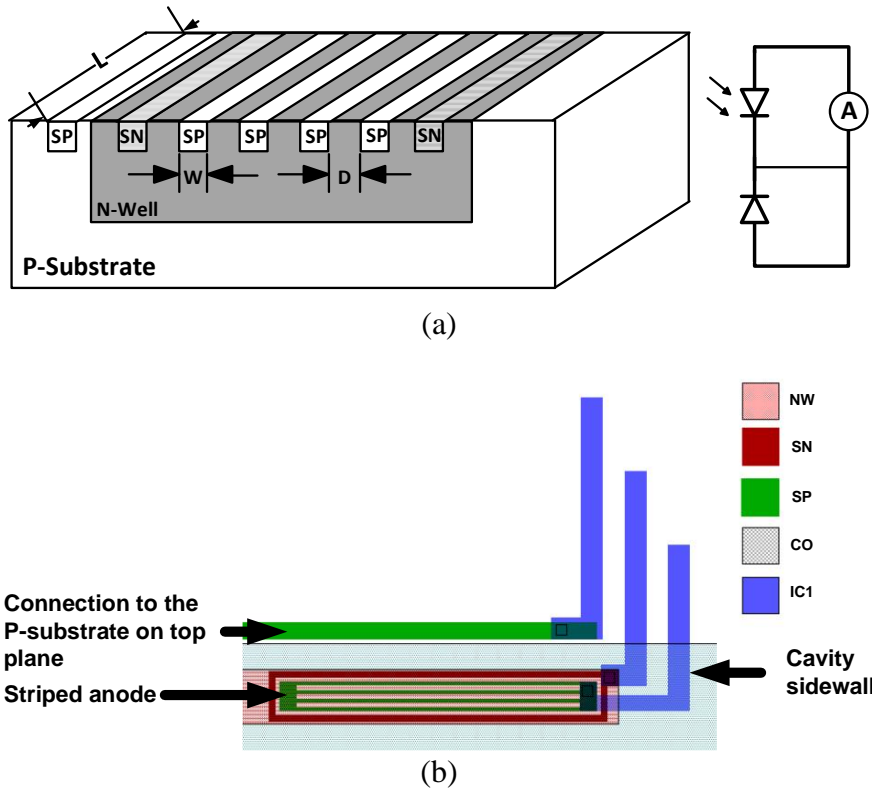 L
A
SP
SN
SP
SP
SP
SP
SN
W
D
N-Well
P-Substrate
(a)
NW
SN
SP
CO
IC1
Connection to the
P-substrate on top
plane
Striped anode
Cavity
sidewall
(b)